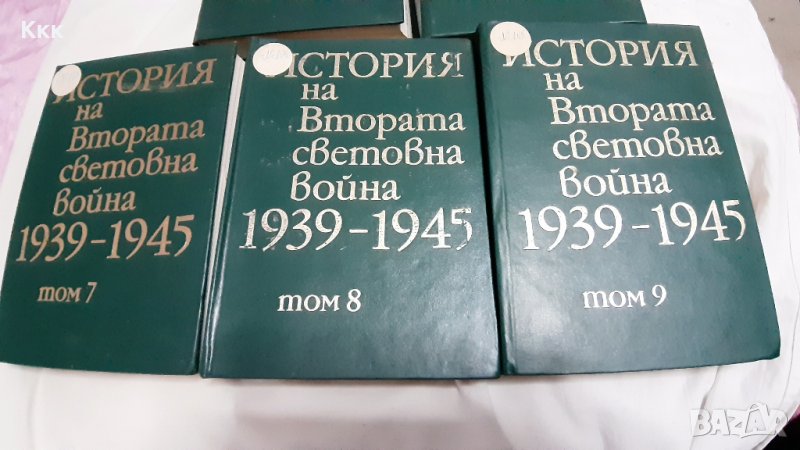 Ккк
ИСТОРИЯ
на
Втората
световна
война
1939-1945
том 7
ИСТОРИЯ
на
Втората
световна
война
1939-1945
том 8
ИСТОРИЯ
на
Втората
световна
война
1939-1945
том 9
BAZAR